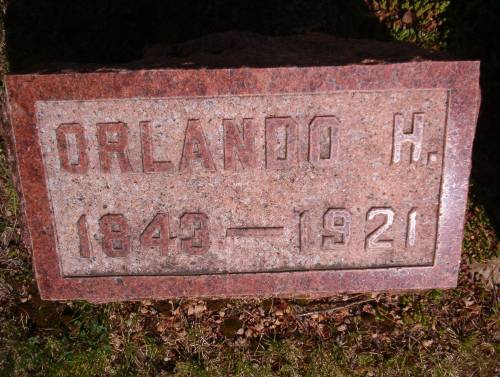 ORLANDO H.
1843 — 1921